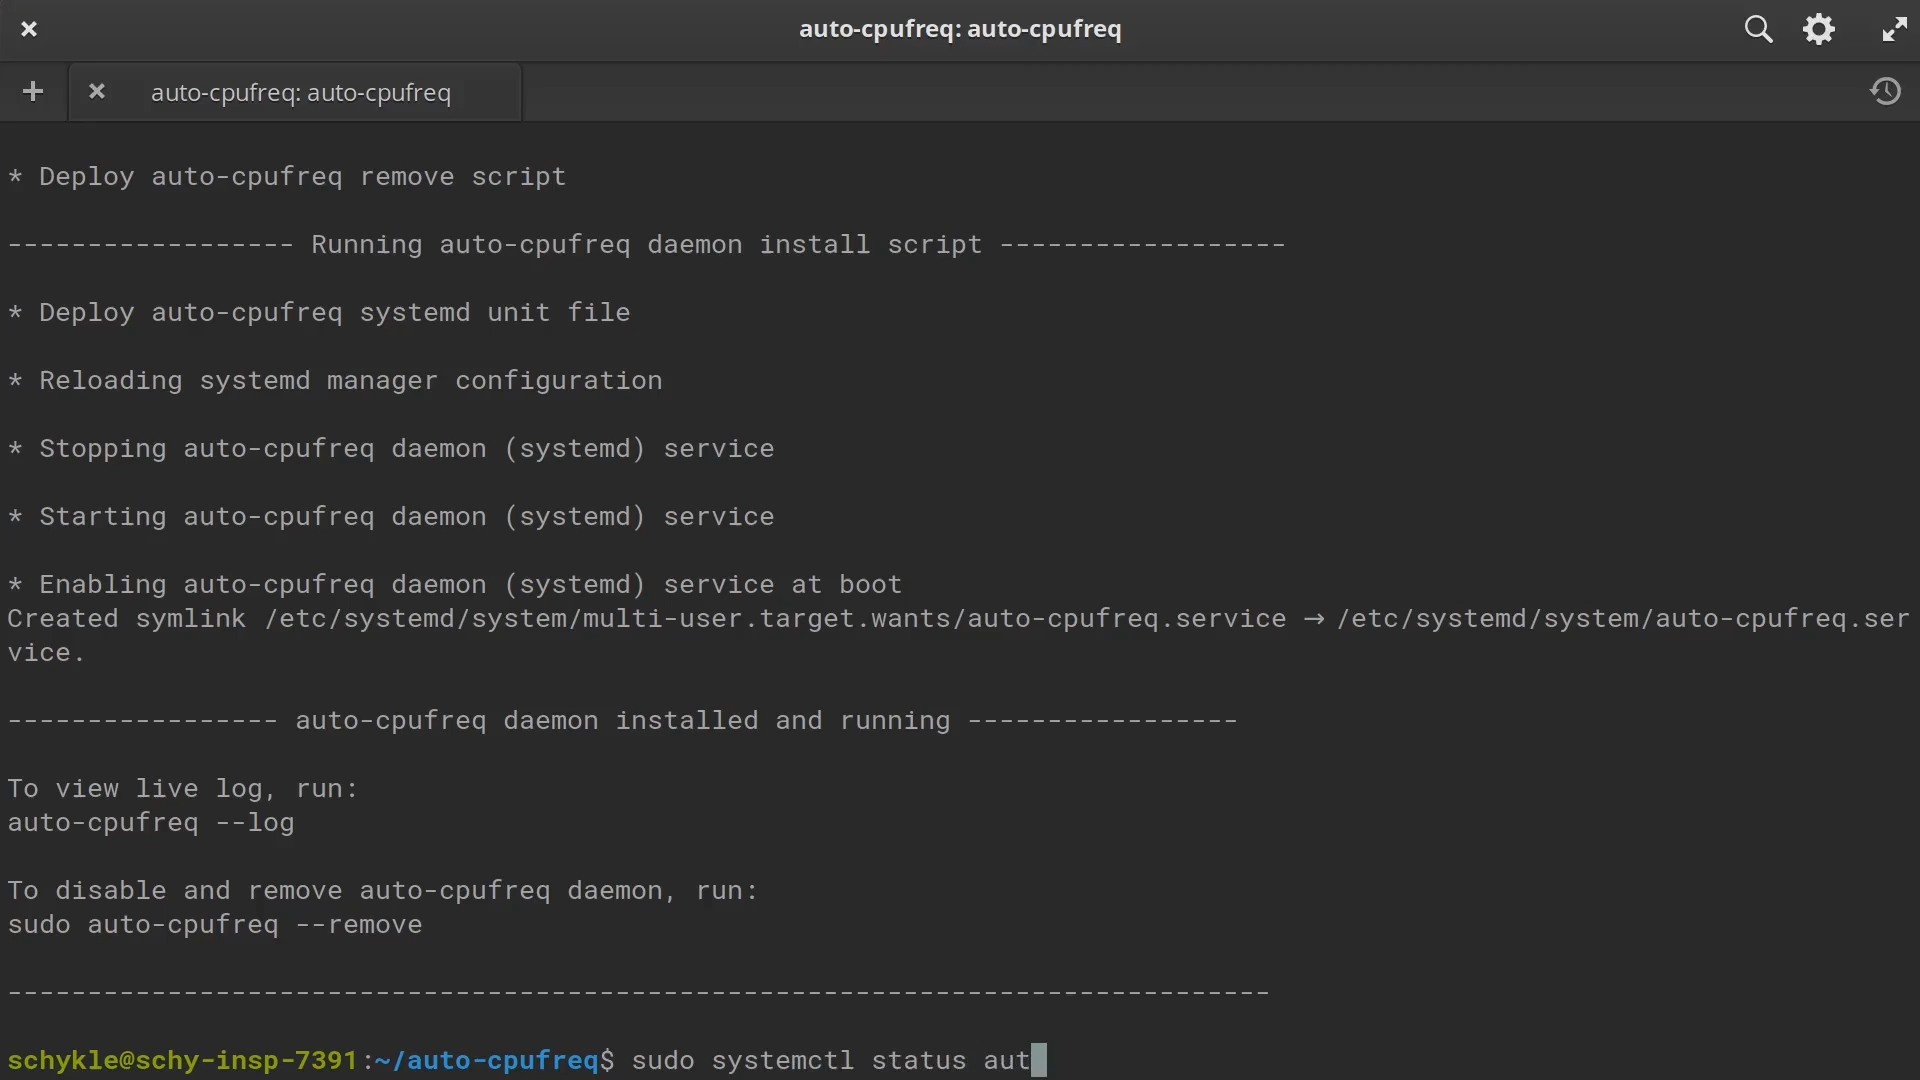 auto-cpufreq: auto-cpufreq
auto-cpufreq: auto-cpufreq
* Deploy auto-cpufreq remove script
------------------ Running auto-cpufreq daemon install script ------------------
* Deploy auto-cpufreq systemd unit file
* Reloading systemd manager configuration
* Stopping auto-cpufreq daemon (systemd) service
* Starting auto-cpufreq daemon (systemd) service
* Enabling auto-cpufreq daemon (systemd) service at boot
Created symlink /etc/systemd/system/multi-user.target.wants/auto-cpufreq.service → /etc/systemd/system/auto-cpufreq.ser
vice.
----------------- auto-cpufreq daemon installed and running -----------------
To view live log, run:
auto-cpufreq --log
To disable and remove auto-cpufreq daemon, run:
sudo auto-cpufreq --remove
-------------------------------------------------------------------------------
schykle@schy-insp-7391:~/auto-cpufreq$ sudo systemctl status aut